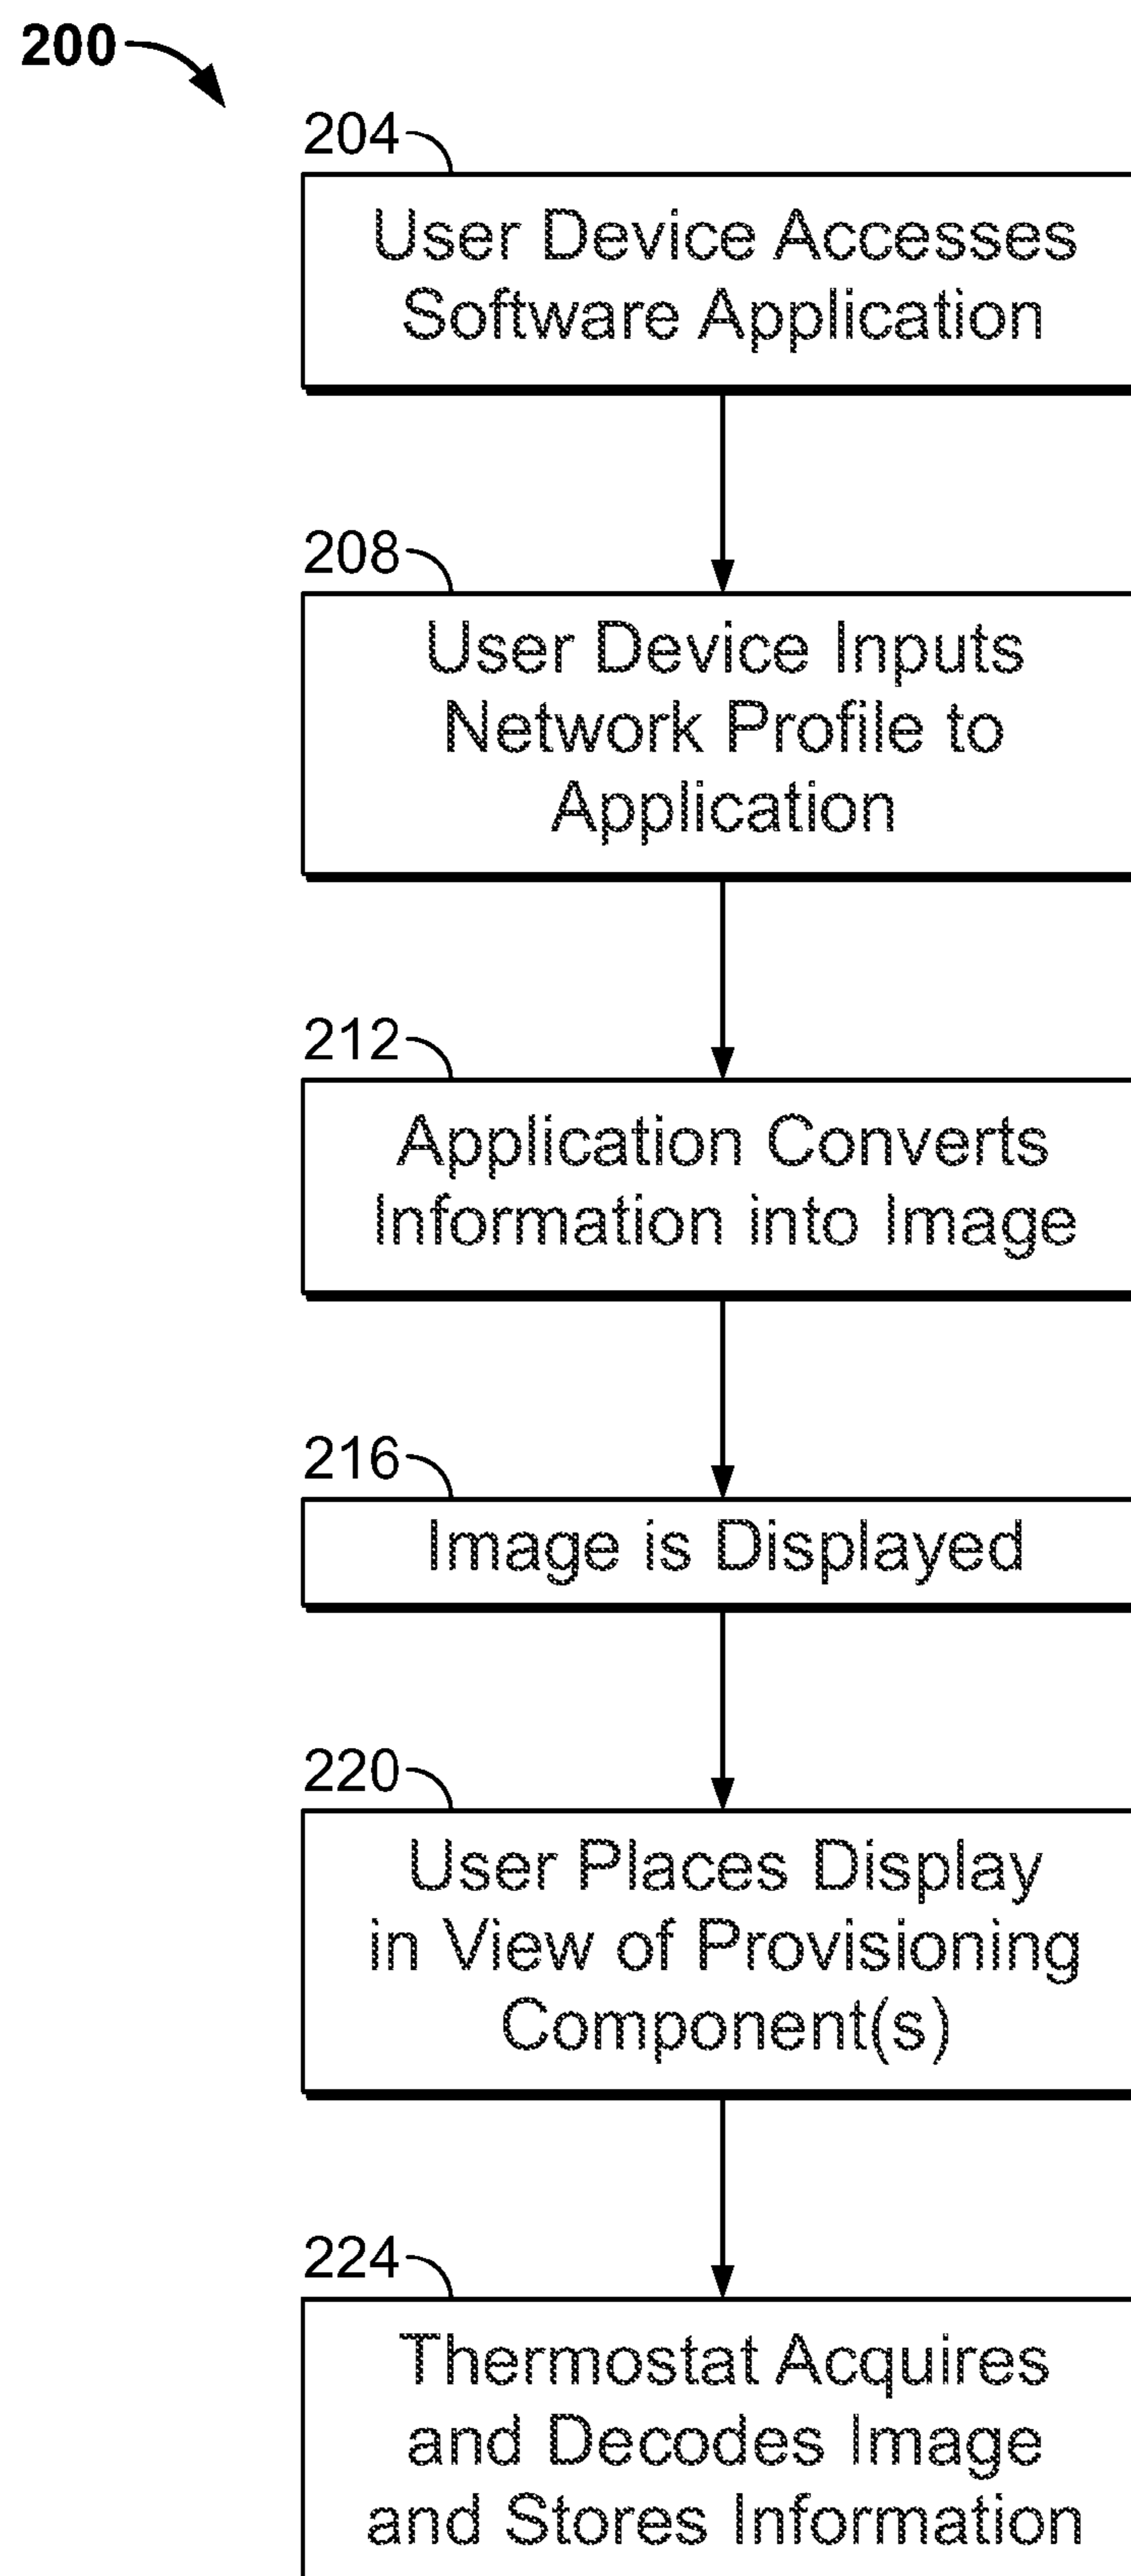 200
204
User Device Accesses
Software Application
208
User Device Inputs
Network Profile to
Application
212
Application Converts
Information into Image
216
Image is Displayed
220
User Places Display
in View of Provisioning
Component(s)
224
Thermostat Acquires
and Decodes Image
and Stores Information